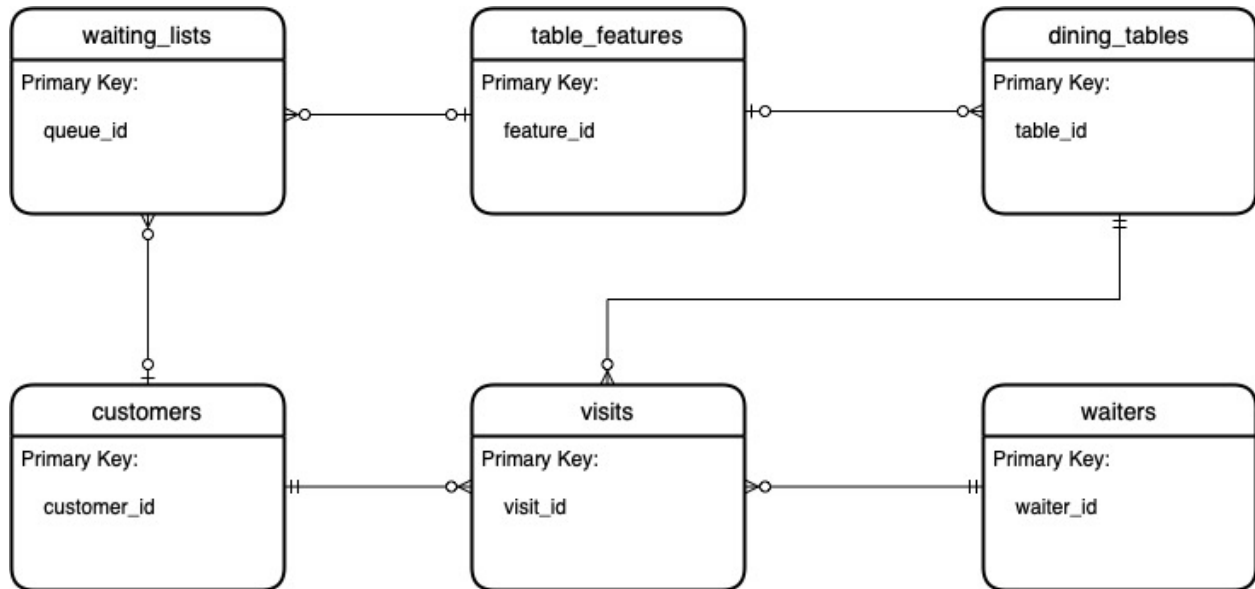 waiting_lists
Primary Key:
queue_id
table_features
Primary Key:
feature_id
dining_tables
Primary Key:
table_id
customers
Primary Key:
customer_id
visits
Primary Key:
visit_id
waiters
Primary Key:
waiter_id